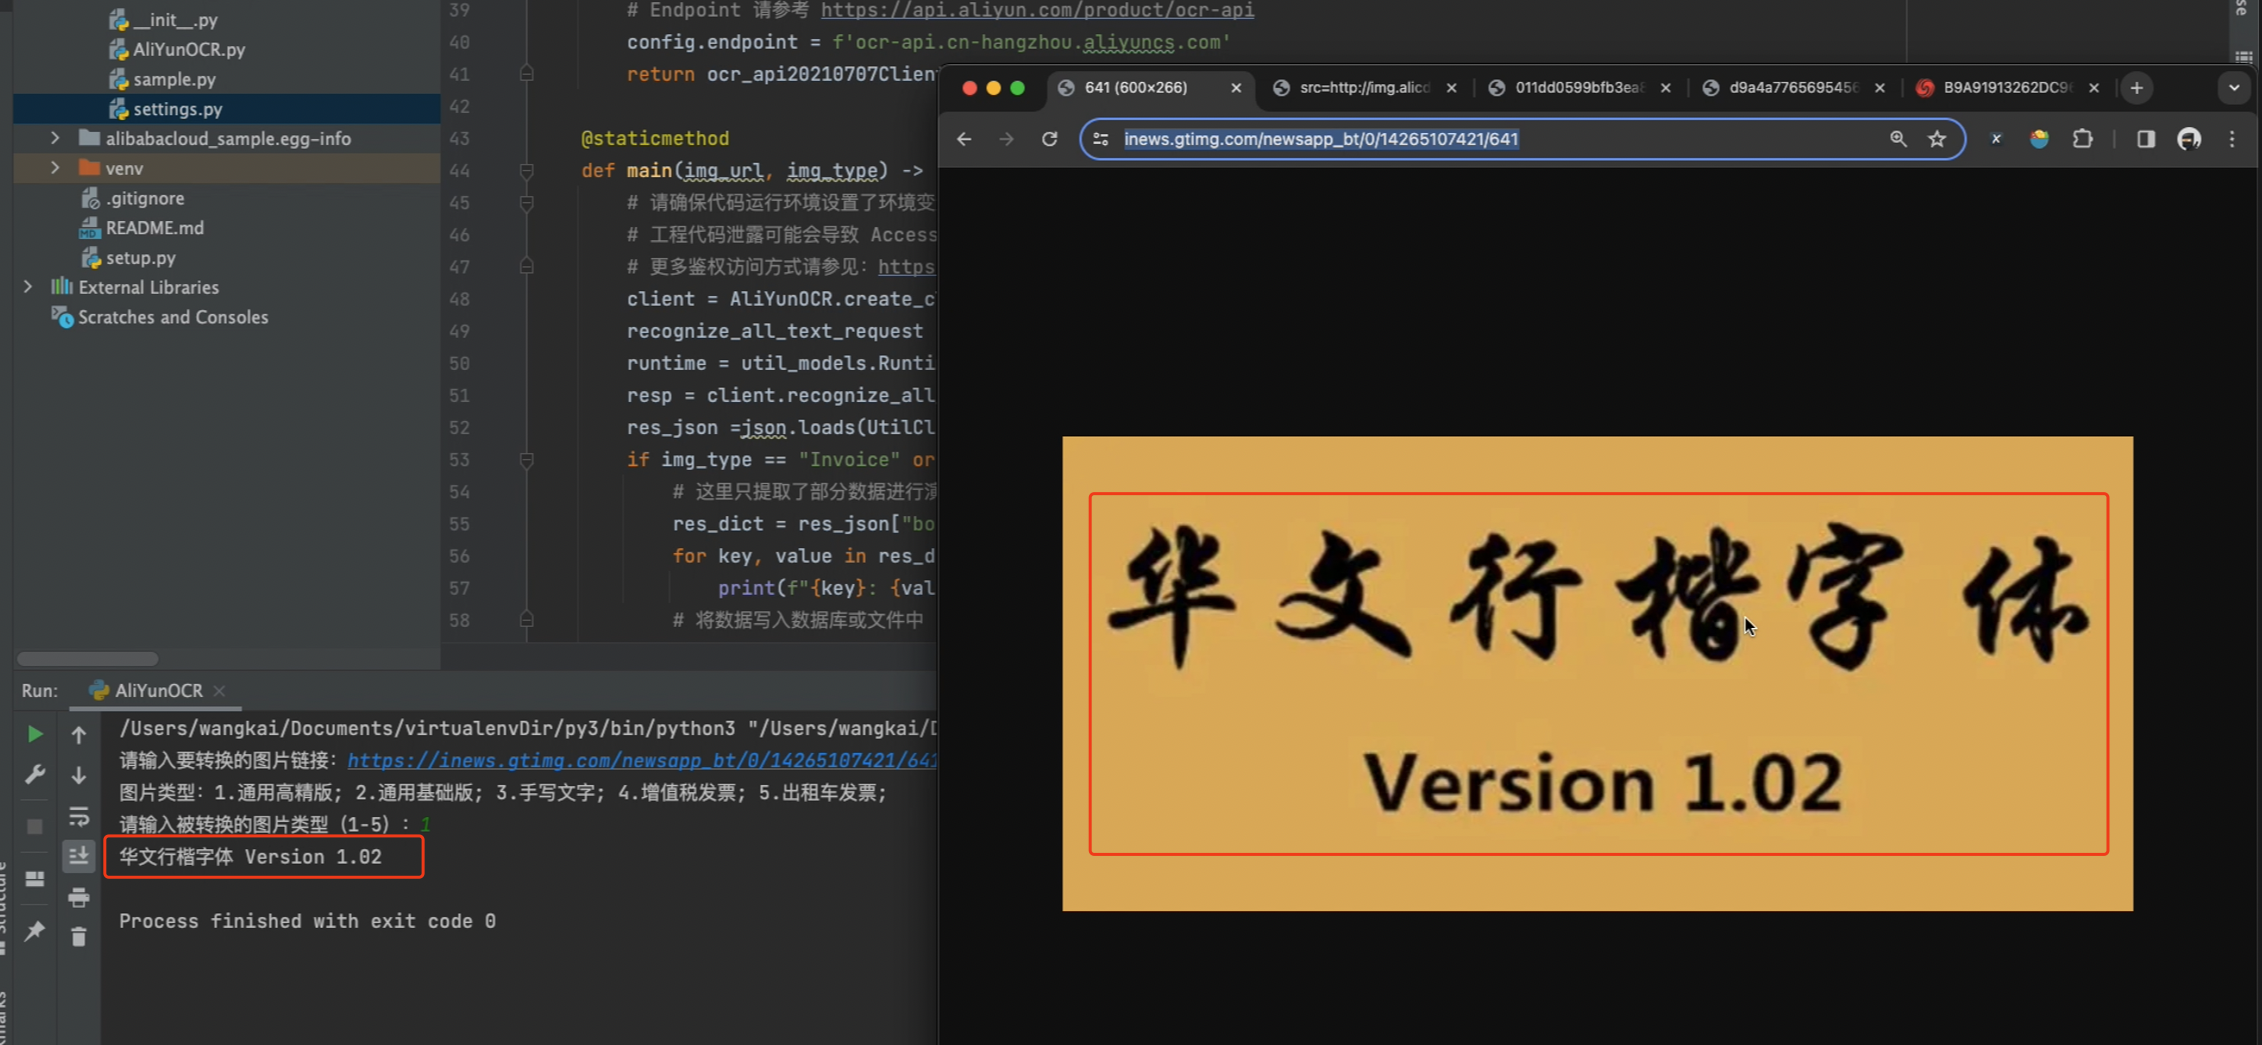 __init__.py
AliYunOCR.py
sample.py
settings.py
alibabacloud_sample.egg-info
venv
.gitignore
README.md
setup.py
External Libraries
Scratches and Consoles
39 # Endpoint 请参考 https://api.aliyun.com/product/ocr-api
40 config.endpoint = f'ocr-api.cn-hangzhou.aliyuncs.com'
41 return ocr_api20210707Client
42
43 @staticmethod
44 def main(img_url, img_type) ->
45 # 请确保代码运行环境设置了环境变
46 # 工程代码泄露可能会导致 Access
47 # 更多鉴权访问方式请参见：https
48 client = AliYunOCR.create_c
49 recognize_all_text_request
50 runtime = util_models.Runti
51 resp = client.recognize_all
52 res_json =json.loads(UtilCl
53 if img_type == "Invoice" or
54 # 这里只提取了部分数据进行演
55 res_dict = res_json["bo
56 for key, value in res_d
57 print(f"{key}: {val
58 # 将数据写入数据库或文件中
641 (600×266)
src=http://img.alicd
011dd0599bfb3ea8
d9a4a7765695456
B9A91913262DC96
inews.gtimg.com/newsapp_bt/0/14265107421/641
华文行楷字体
Version 1.02
Run: AliYunOCR
/Users/wangkai/Documents/virtualenvDir/py3/bin/python3 "/Users/wangkai/D
请输入要转换的图片链接：https://inews.gtimg.com/newsapp_bt/0/14265107421/641
图片类型：1.通用高精版; 2.通用基础版; 3.手写文字; 4.增值税发票; 5.出租车发票;
请输入被转换的图片类型（1-5）：1
华文行楷字体 Version 1.02
Process finished with exit code 0